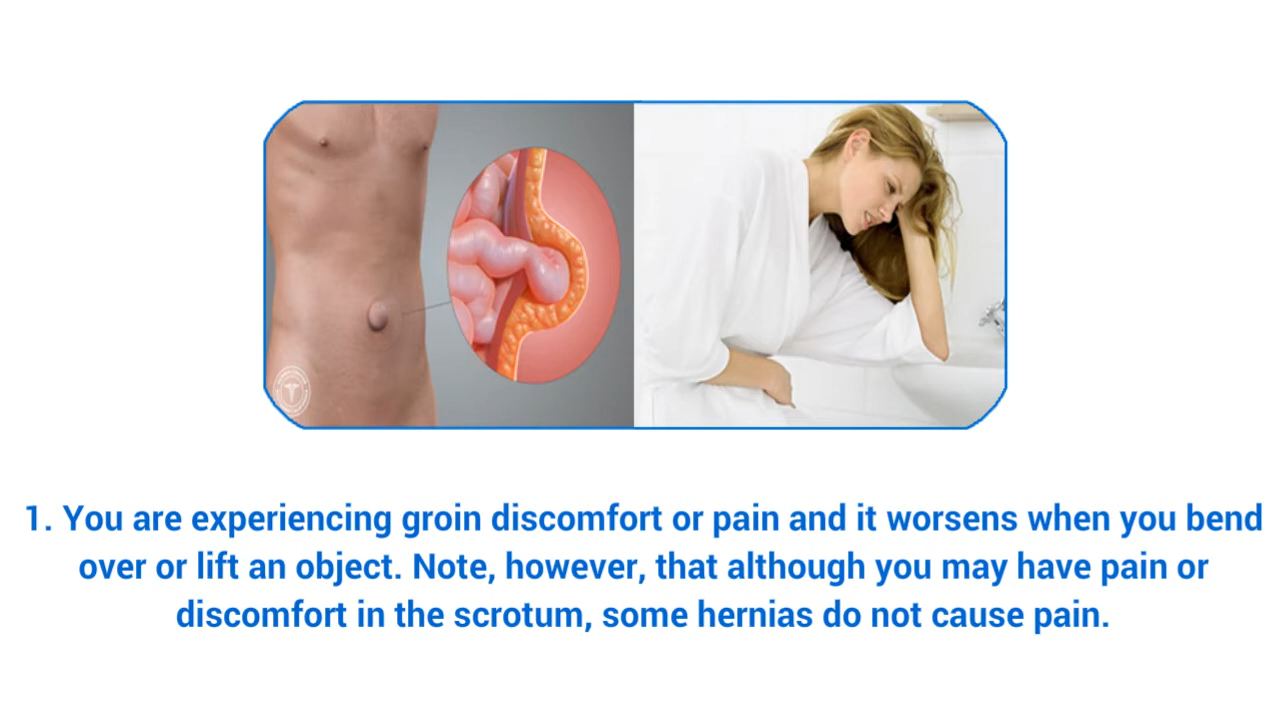 1. You are experiencing groin discomfort or pain and it worsens when you bend
over or lift an object. Note, however, that although you may have pain or
discomfort in the scrotum, some hernias do not cause pain.